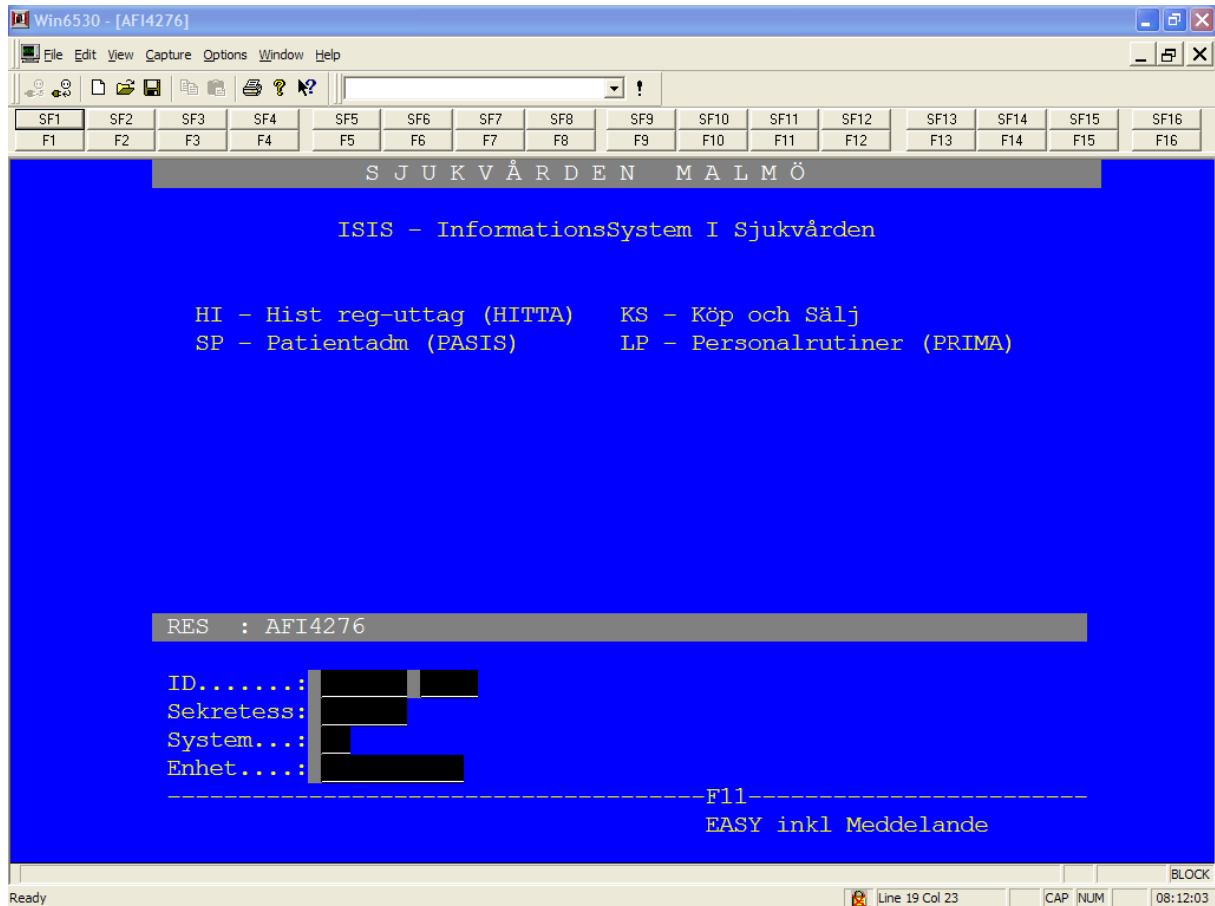 Win6530 - [AFI4276]
File Edit View Capture Options Window Help
SF1 SF2 SF3 SF4 SF5 SF6 SF7 SF8 SF9 SF10 SF11 SF12 SF13 SF14 SF15 SF16
F1 F2 F3 F4 F5 F6 F7 F8 F9 F10 F11 F12 F13 F14 F15 F16
SJUKVÅRDEN MALMÖ
ISIS - InformationsSystem I Sjukvården
HI - Hist reg-uttag (HITTA) KS - Köp och Sälj
SP - Patientadm (PASIS) LP - Personalrutiner (PRIMA)
RES : AFI4276
ID.......:
Sekretess:
System...:
Enhet....:
--------------------------------------F11------------------------
EASY inkl Meddelande
BLOCK
Ready Line 19 Col 23 CAP NUM 08:12:03